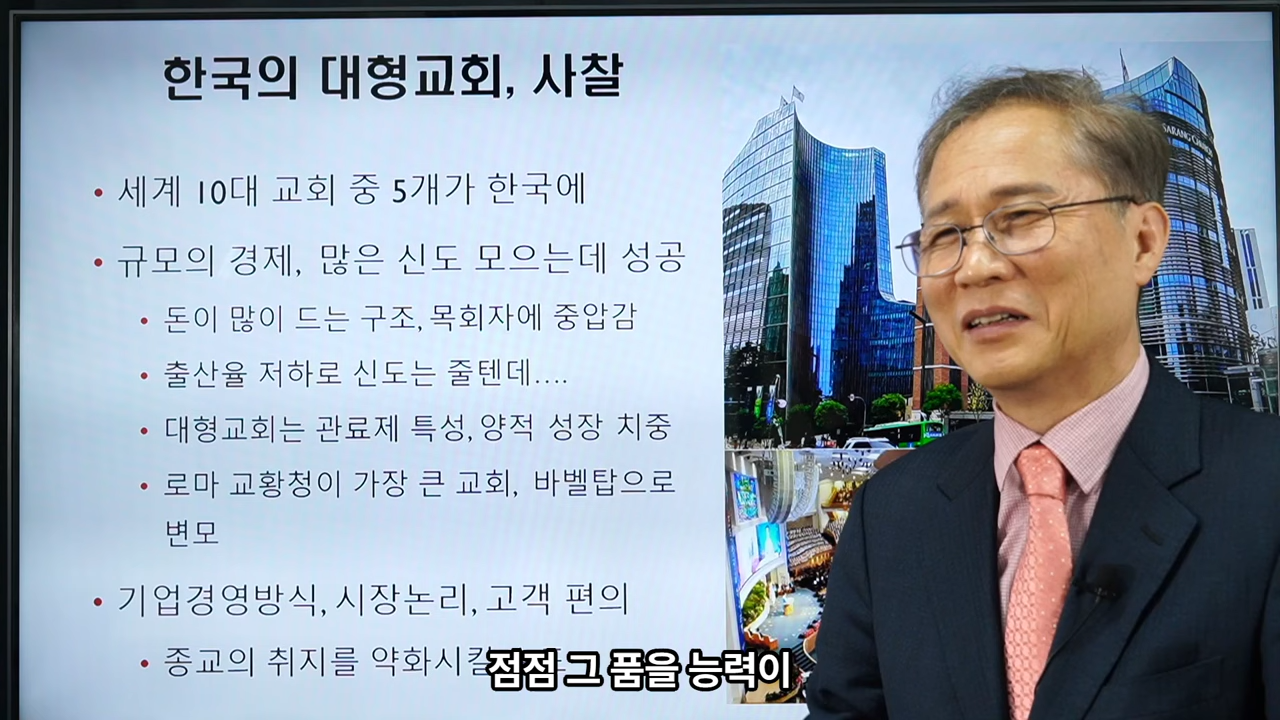 한국의 대형교회, 사찰
• 세계 10대 교회 중 5개가 한국에
• 규모의 경제, 많은 신도 모으는데 성공
• 돈이 많이 드는 구조, 목회자에 중압감
• 출산율 저하로 신도는 줄텐데....
• 대형교회는 관료제 특성, 양적 성장 치중
• 로마 교황청이 가장 큰 교회, 바벨탑으로
변모
• 기업경영방식, 시장논리, 고객 편의
• 종교의 취지를 약화시킬
점점 그 품을 능력이
SARANG CHURCH